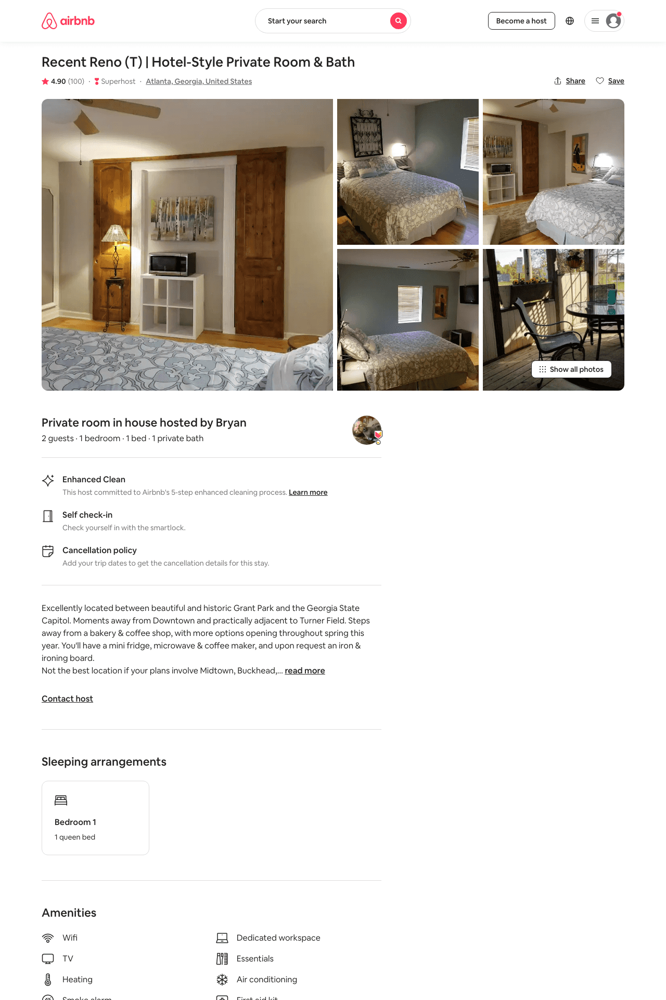 airbnb
Start your search
Become a host
Recent Reno (T) | Hotel-Style Private Room & Bath
4.90 (100) · Superhost · Atlanta, Georgia, United States
Share
Save
Show all photos
Private room in house hosted by Bryan
2 guests · 1 bedroom · 1 bed · 1 private bath
Enhanced Clean
This host committed to Airbnb's 5-step enhanced cleaning process. Learn more
Self check-in
Check yourself in with the smartlock.
Cancellation policy
Add your trip dates to get the cancellation details for this stay.
Excellently located between beautiful and historic Grant Park and the Georgia State
Capitol. Moments away from Downtown and practically adjacent to Turner Field. Steps
away from a bakery & coffee shop, with more options opening throughout spring this
year. You'll have a mini fridge, microwave & coffee maker, and upon request an iron &
ironing board.
Not the best location if your plans involve Midtown, Buckhead,... read more
Contact host
Sleeping arrangements
Bedroom 1
1 queen bed
Amenities
Wifi
Dedicated workspace
TV
Essentials
Heating
Air conditioning
Smoke alarm
First aid kit